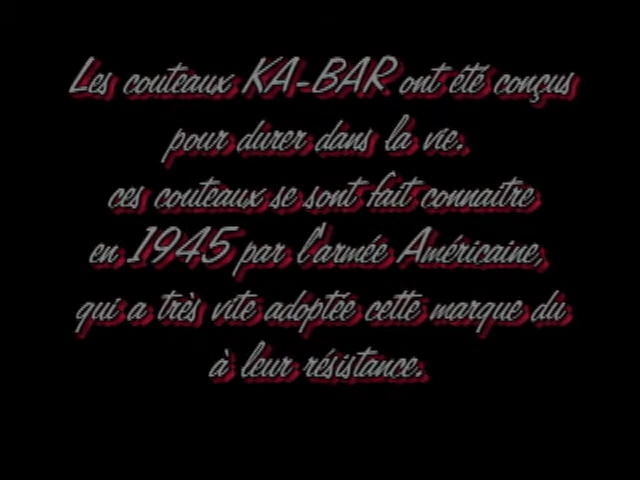 Les couteaux KA-BAR ont été conçus
pour durer dans la vie.
ces couteaux se sont fait connaitre
en 1945 par l'armée Américaine,
qui a très vite adoptée cette marque du
à leur résistance.